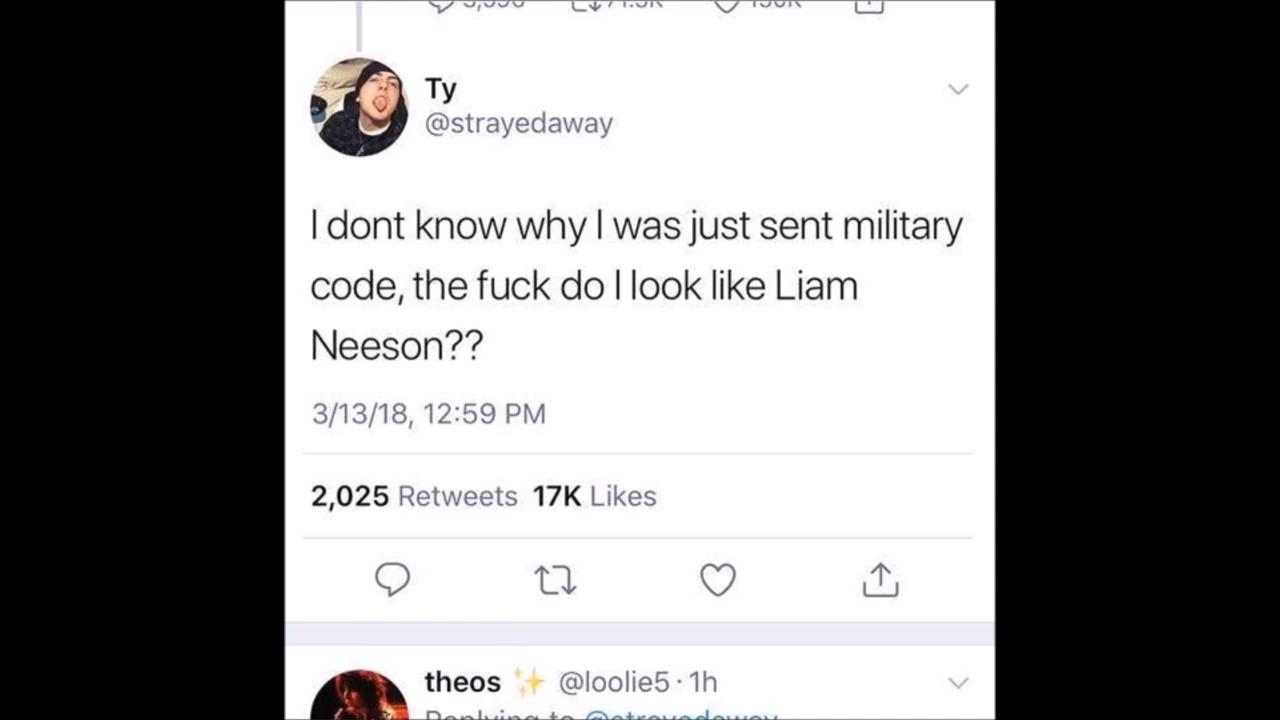 Ty
@strayedaway
I dont know why I was just sent military
code, the fuck do I look like Liam
Neeson??
3/13/18, 12:59 PM
2,025 Retweets 17K Likes
theos ✨ @loolie5 · 1h
Replying to @strayedaway